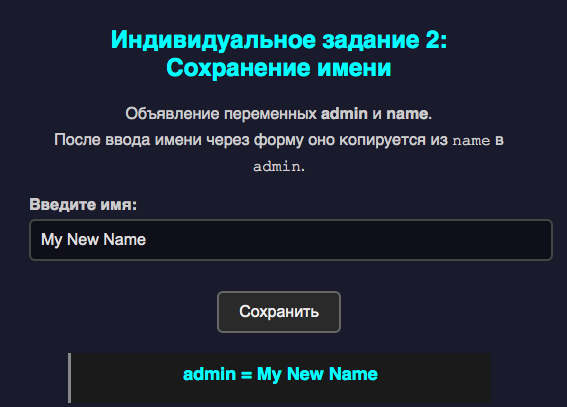 Индивидуальное задание 2:
Сохранение имени
Объявление переменных admin и name.
После ввода имени через форму оно копируется из name в
admin.
Введите имя:
My New Name
Сохранить
admin = My New Name